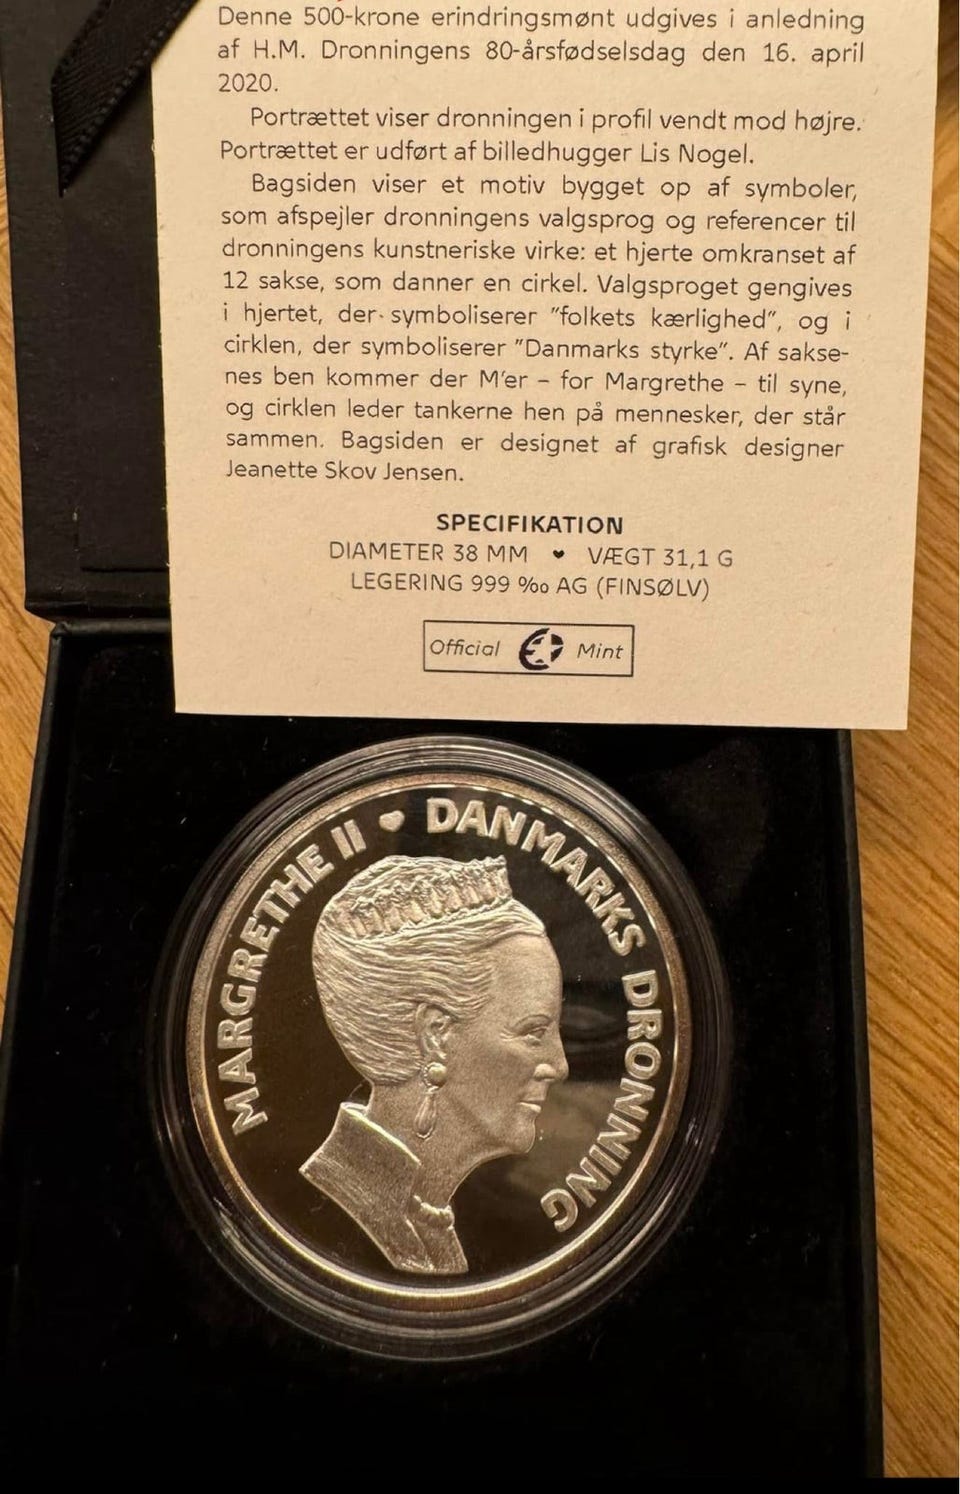 Denne 500-krone erindringsmønt udgives i anledning
af H.M. Dronningens 80-årsfødselsdag den 16. april
2020.
Portrættet viser dronningen i profil vendt mod højre.
Portrættet er udført af billedhugger Lis Nogel.
Bagsiden viser et motiv bygget op af symboler,
som afspejler dronningens valgsprog og referencer til
dronningens kunstneriske virke: et hjerte omkranset af
12 sakse, som danner en cirkel. Valgsproget gengives
i hjertet, der symboliserer "folkets kærlighed", og i
cirklen, der symboliserer "Danmarks styrke". Af sakse-
nes ben kommer der M'er – for Margrethe – til syne,
og cirklen leder tankerne hen på mennesker, der står
sammen. Bagsiden er designet af grafisk designer
Jeanette Skov Jensen.
SPECIFIKATION
DIAMETER 38 MM ♥ VÆGT 31,1 G
LEGERING 999 ‰ AG (FINSØLV)
Official Mint
MARGRETHE II ♥ DANMARKS DRONNING